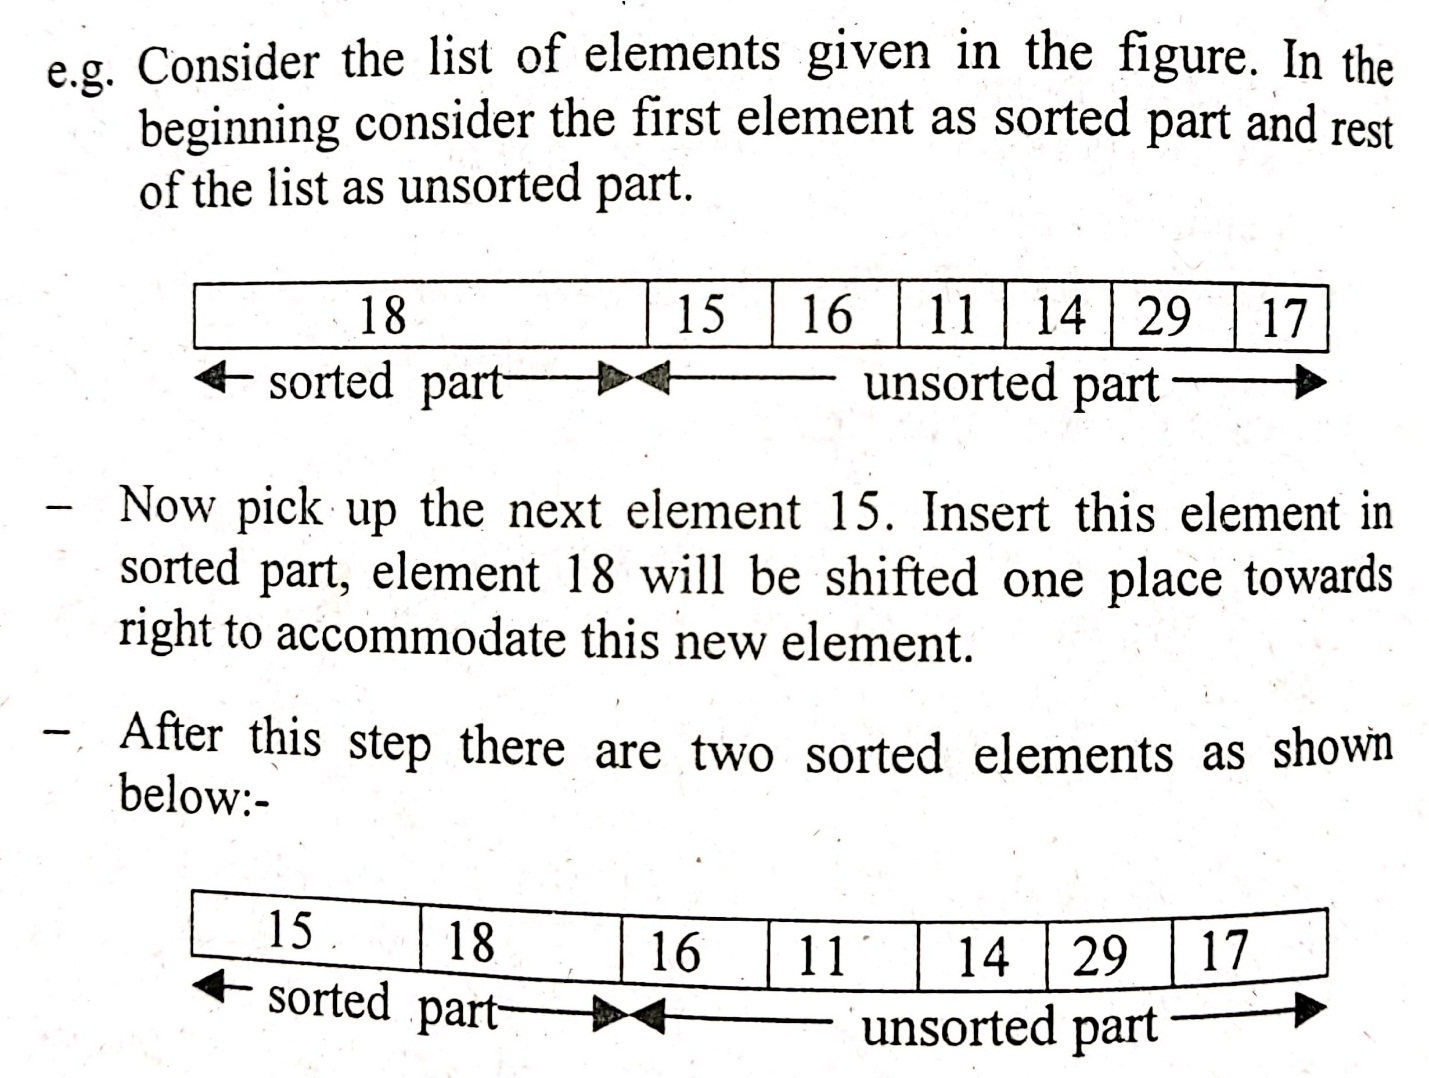 e.g. Consider the list of elements given in the figure. In the
beginning consider the first element as sorted part and rest
of the list as unsorted part.
18 15 16 11 14 29 17
sorted part unsorted part
– Now pick up the next element 15. Insert this element in
sorted part, element 18 will be shifted one place towards
right to accommodate this new element.
– After this step there are two sorted elements as shown
below:-
15 18 16 11 14 29 17
sorted part unsorted part